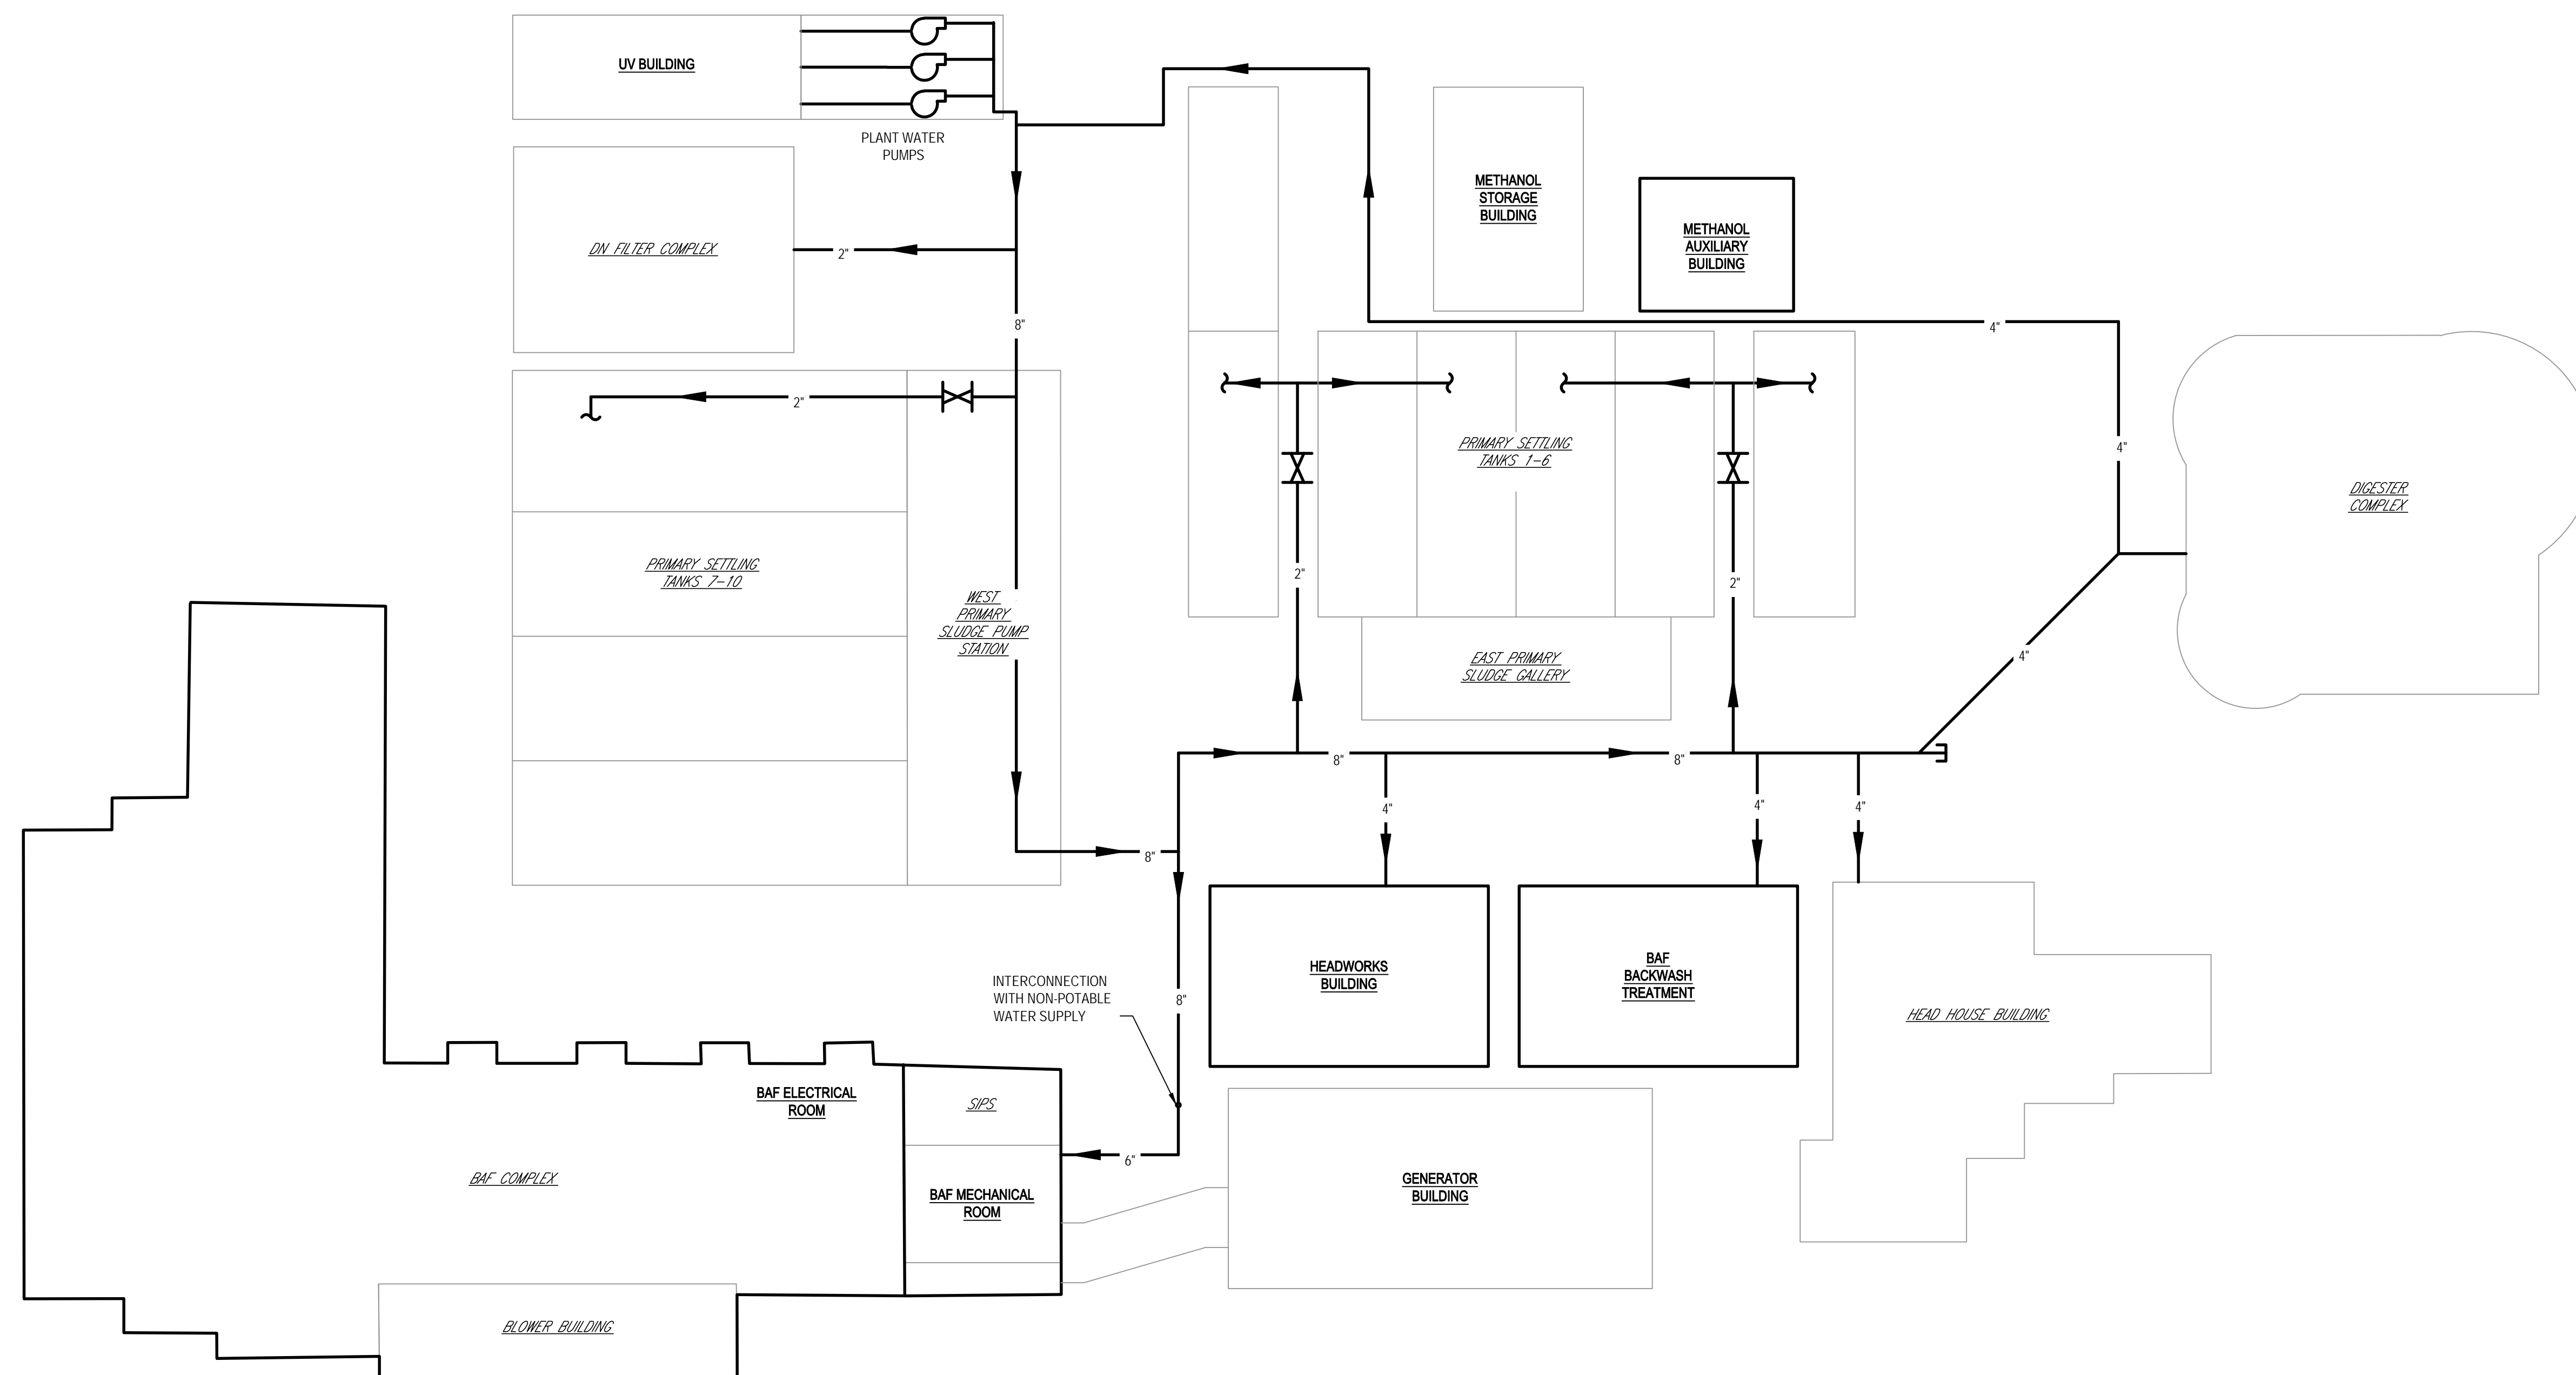 UV BUILDING
PLANT WATER
PUMPS
METHANOL
STORAGE
BUILDING
METHANOL
AUXILIARY
BUILDING
DN FILTER COMPLEX
2"
8"
4"
2"
PRIMARY SETTLING
TANKS 1-6
4"
DIGESTER
COMPLEX
PRIMARY SETTLING
TANKS 7-10
2"
2"
WEST
PRIMARY
SLUDGE PUMP
STATION
EAST PRIMARY
SLUDGE GALLERY
4"
8"
8"
4"
4"
4"
8"
HEADWORKS
BUILDING
BAF
BACKWASH
TREATMENT
INTERCONNECTION
WITH NON-POTABLE
WATER SUPPLY
8"
HEAD HOUSE BUILDING
BAF ELECTRICAL
ROOM
SIPS
6"
BAF COMPLEX
BAF MECHANICAL
ROOM
GENERATOR
BUILDING
BLOWER BUILDING